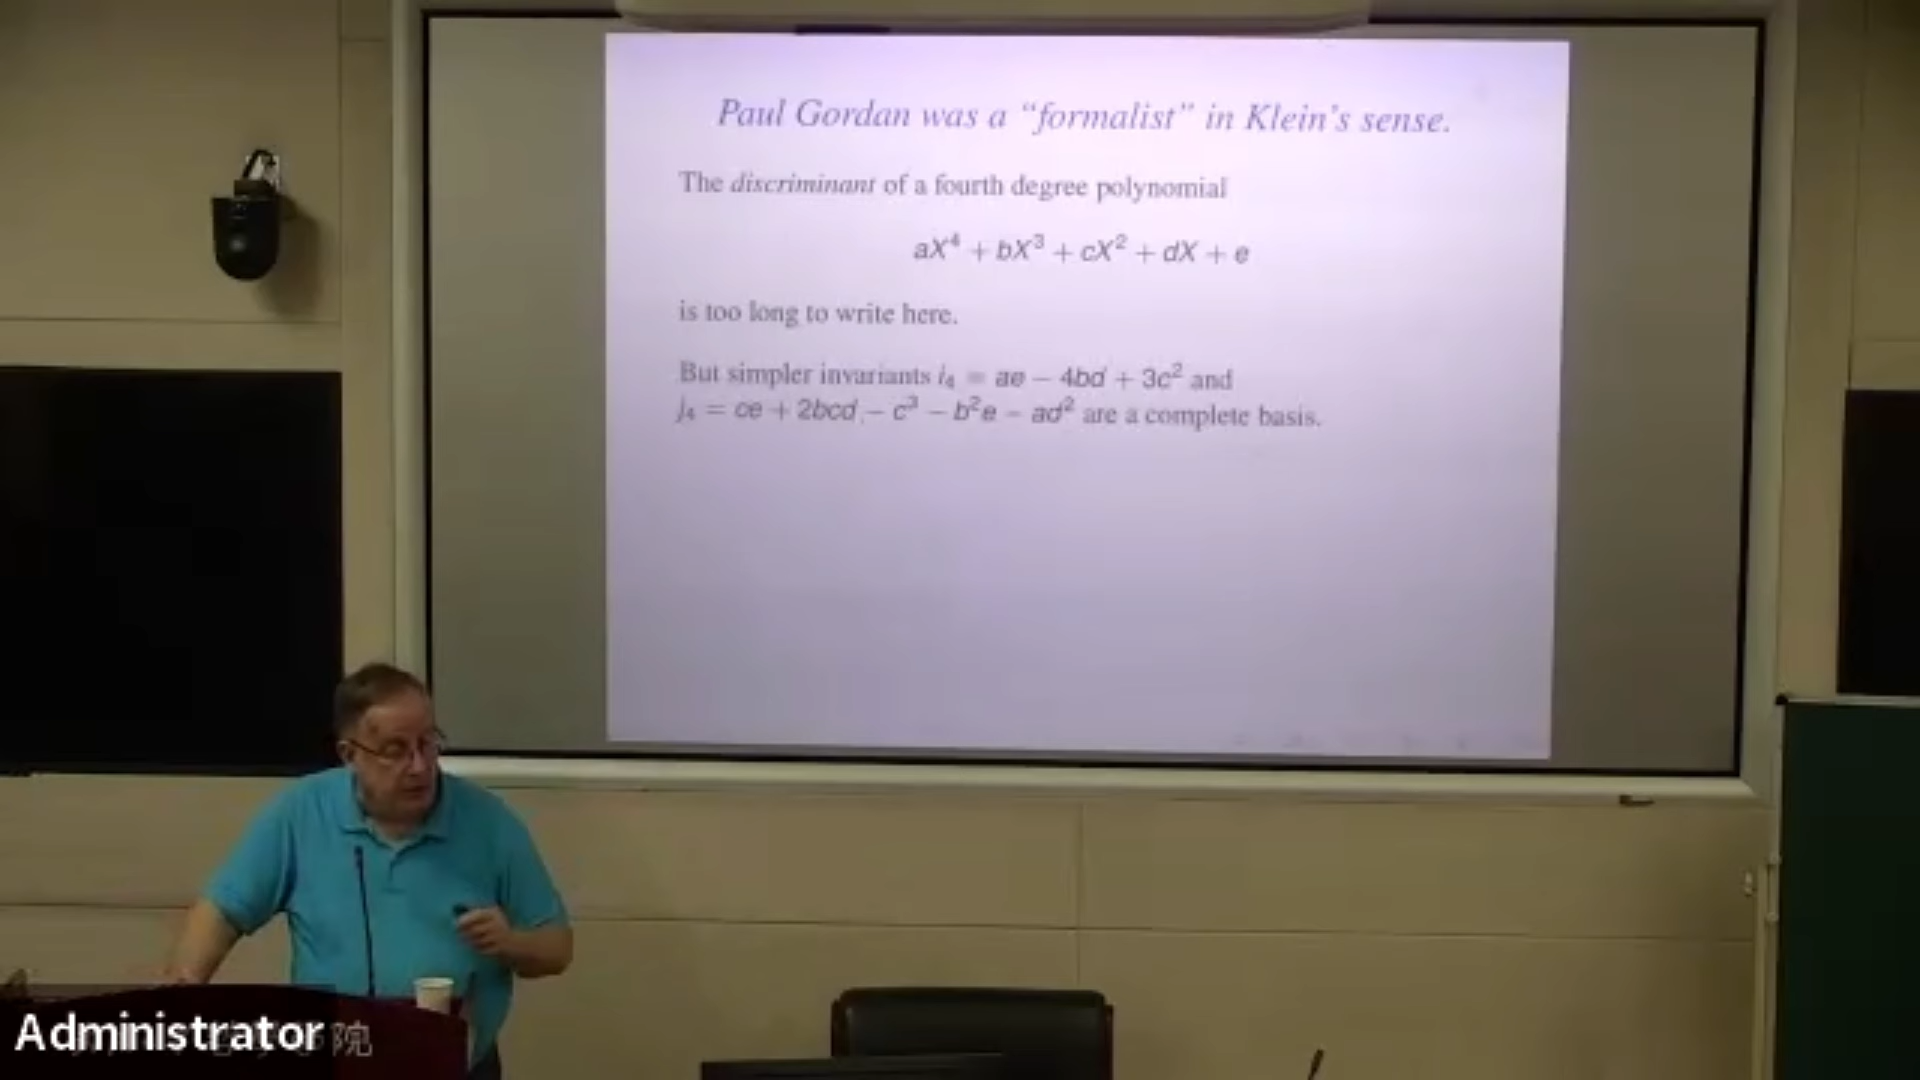 Paul Gordan was a “formalist” in Klein’s sense.
The discriminant of a fourth degree polynomial
aX⁴ + bX³ + cX² + dX + e
is too long to write here.
But simpler invariants i₄ = ae − 4bd + 3c² and
j₄ = ce + 2bcd − c³ − b²e − ad² are a complete basis.
Administrator
院